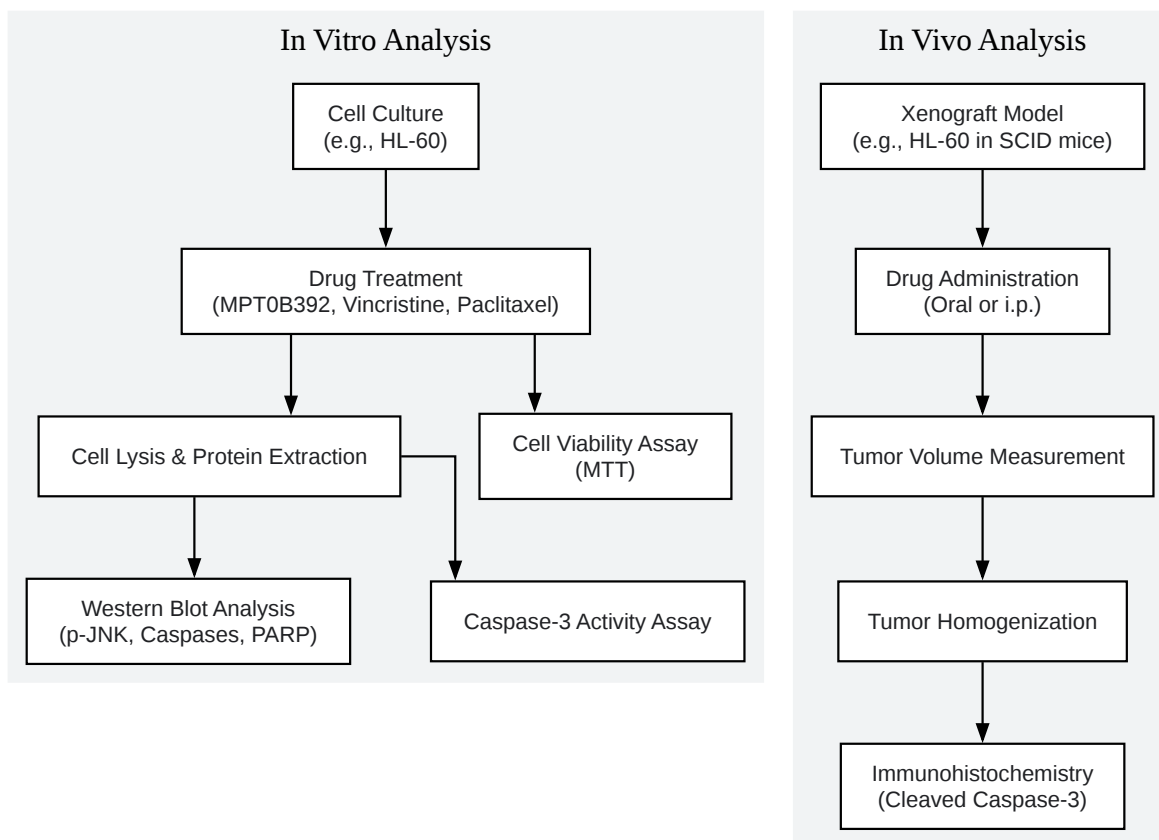 In Vitro Analysis
Cell Culture
(e.g., HL-60)
Drug Treatment
(MPT0B392, Vincristine, Paclitaxel)
Cell Lysis & Protein Extraction
Cell Viability Assay
(MTT)
Western Blot Analysis
(p-JNK, Caspases, PARP)
Caspase-3 Activity Assay
In Vivo Analysis
Xenograft Model
(e.g., HL-60 in SCID mice)
Drug Administration
(Oral or i.p.)
Tumor Volume Measurement
Tumor Homogenization
Immunohistochemistry
(Cleaved Caspase-3)